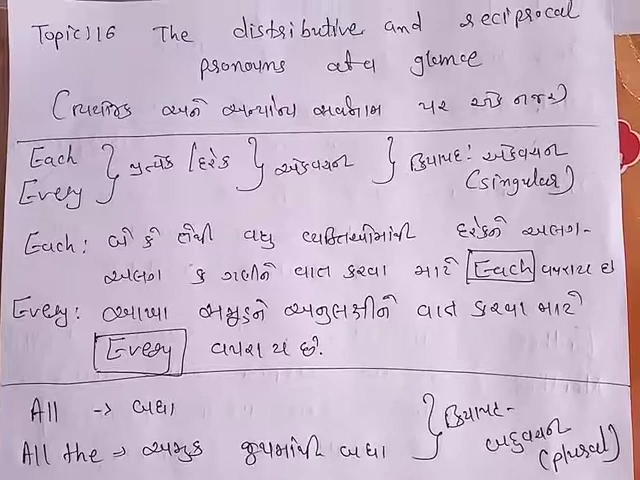 Topic:16 The distributive and reciprocal
pronouns at a glance
(વ્યક્તિક અને અન્યોન્ય સર્વનામ પર એક નજર)
Each } પ્રત્યેક / દરેક } એકવચન } ક્રિયાપદ: એકવચન
Every (singular)
Each: બે કે તેથી વધુ વ્યક્તિઓમાંથી દરેકને અલગ-
અલગ ગણીને વાત કરવા માટે Each વપરાય છે
Every: આખા સમુહને અનુલક્ષીને વાત કરવા માટે
Every વપરાય છે.
All -> બધા } ક્રિયાપદ-
All the => અમુક જૂથમાંથી બધા બહુવચન
(plural)